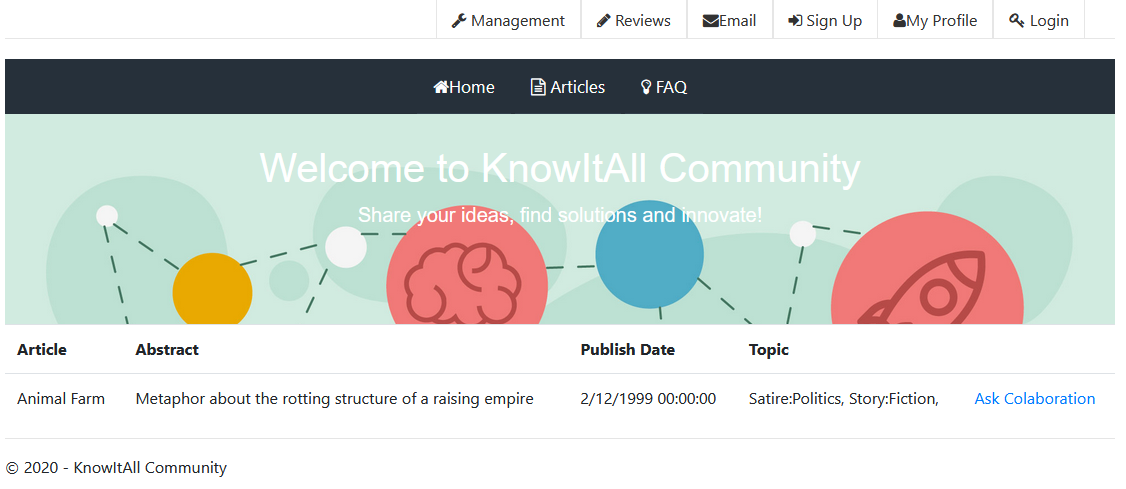 Management Reviews Email Sign Up My Profile Login
Home Articles FAQ
Welcome to KnowItAll Community
Share your ideas, find solutions and innovate!
Article Abstract Publish Date Topic
Animal Farm Metaphor about the rotting structure of a raising empire 2/12/1999 00:00:00 Satire:Politics, Story:Fiction, Ask Colaboration
© 2020 - KnowItAll Community